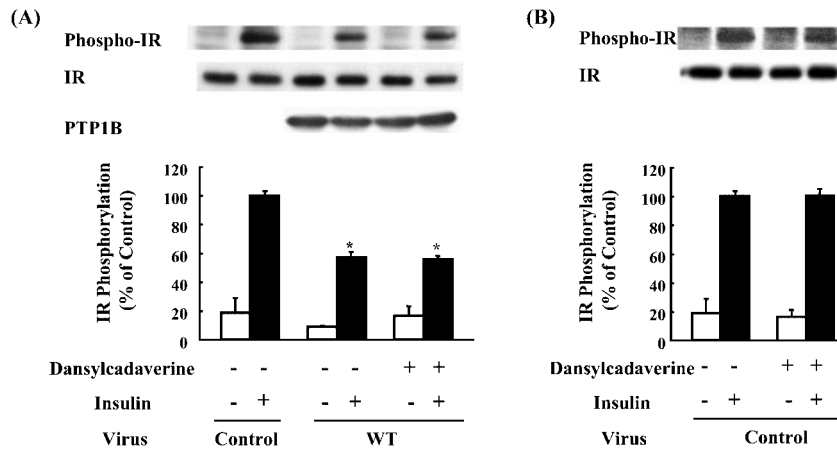 (A)
Phospho-IR
IR
PTP1B
IR Phosphorylation
(% of Control)
120
100
80
60
40
20
0
*
*
Dansylcadaverine - - - - + +
Insulin - + - + - +
Virus Control WT
(B)
Phospho-IR
IR
IR Phosphorylation
(% of Control)
120
100
80
60
40
20
0
Dansylcadaverine - - + +
Insulin - + - +
Virus Control